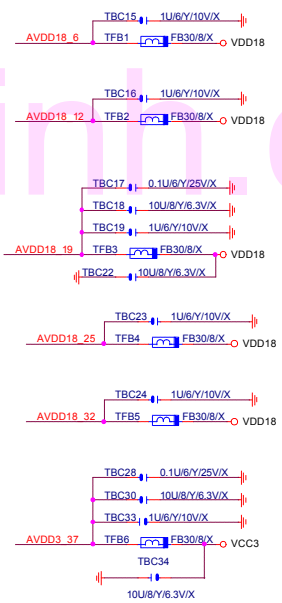 TBC15 1U/6/Y/10V/X
AVDD18_6 TFB1 FB30/8/X VDD18
TBC16 1U/6/Y/10V/X
AVDD18_12 TFB2 FB30/8/X VDD18
inh.c
TBC17 0.1U/6/Y/25V/X
TBC18 10U/8/Y/6.3V/X
TBC19 1U/6/Y/10V/X
AVDD18_19 TFB3 FB30/8/X VDD18
TBC22 10U/8/Y/6.3V/X
TBC23 1U/6/Y/10V/X
AVDD18_25 TFB4 FB30/8/X VDD18
TBC24 1U/6/Y/10V/X
AVDD18_32 TFB5 FB30/8/X VDD18
TBC28 0.1U/6/Y/25V/X
TBC30 10U/8/Y/6.3V/X
TBC33 1U/6/Y/10V/X
AVDD3_37 TFB6 FB30/8/X VCC3
TBC34
10U/8/Y/6.3V/X